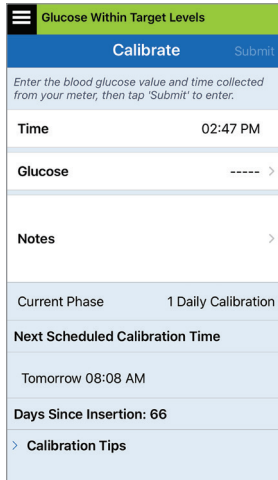 Glucose Within Target Levels
Calibrate Submit
Enter the blood glucose value and time collected
from your meter, then tap 'Submit' to enter.
Time 02:47 PM
Glucose ----- >
Notes >
Current Phase 1 Daily Calibration
Next Scheduled Calibration Time
Tomorrow 08:08 AM
Days Since Insertion: 66
> Calibration Tips